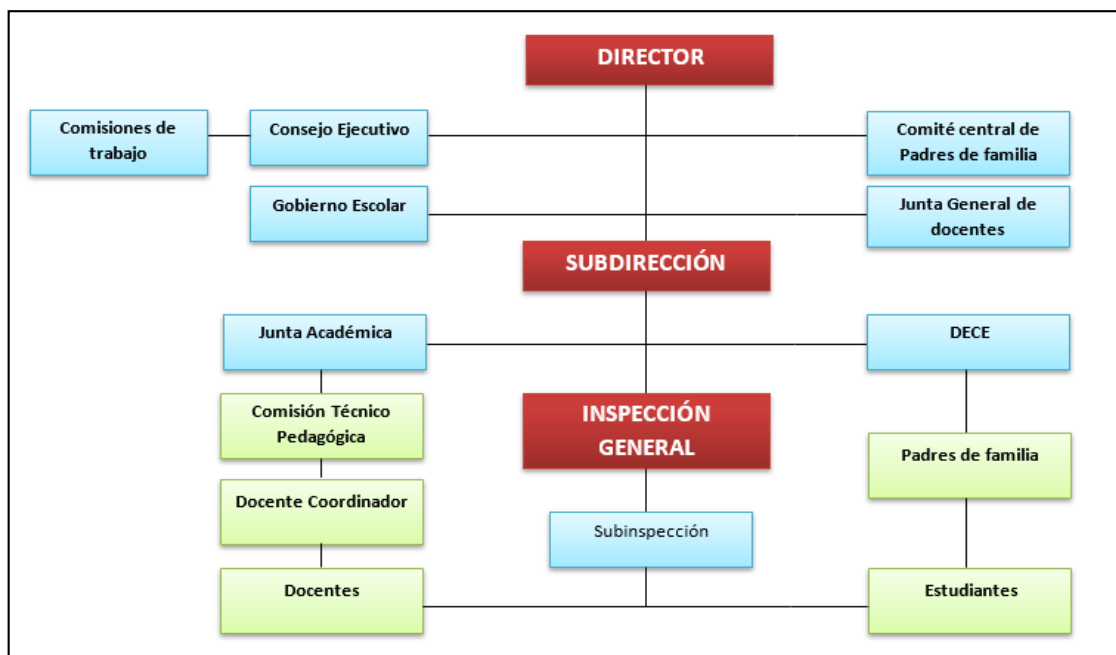 DIRECTOR
Comisiones de
trabajo
Consejo Ejecutivo
Comité central de
Padres de familia
Gobierno Escolar
Junta General de
docentes
SUBDIRECCIÓN
Junta Académica
DECE
Comisión Técnico
Pedagógica
INSPECCIÓN
GENERAL
Padres de familia
Docente Coordinador
Subinspección
Docentes
Estudiantes